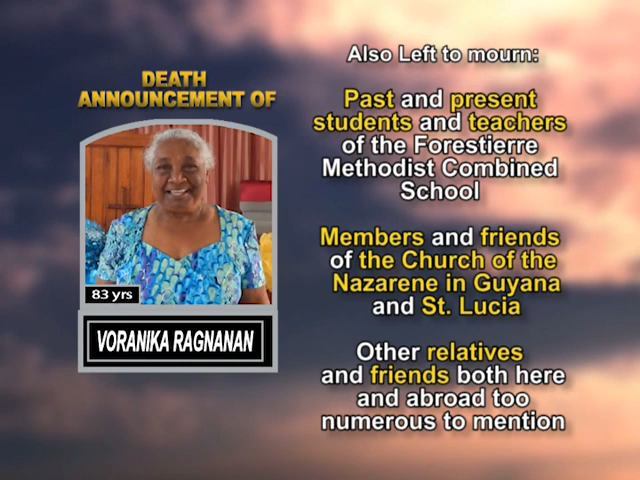 DEATH
ANNOUNCEMENT OF
83 yrs
VORANIKA RAGNANAN
Also Left to mourn:
Past and present
students and teachers
of the Forestierre
Methodist Combined
School
Members and friends
of the Church of the
Nazarene in Guyana
and St. Lucia
Other relatives
and friends both here
and abroad too
numerous to mention